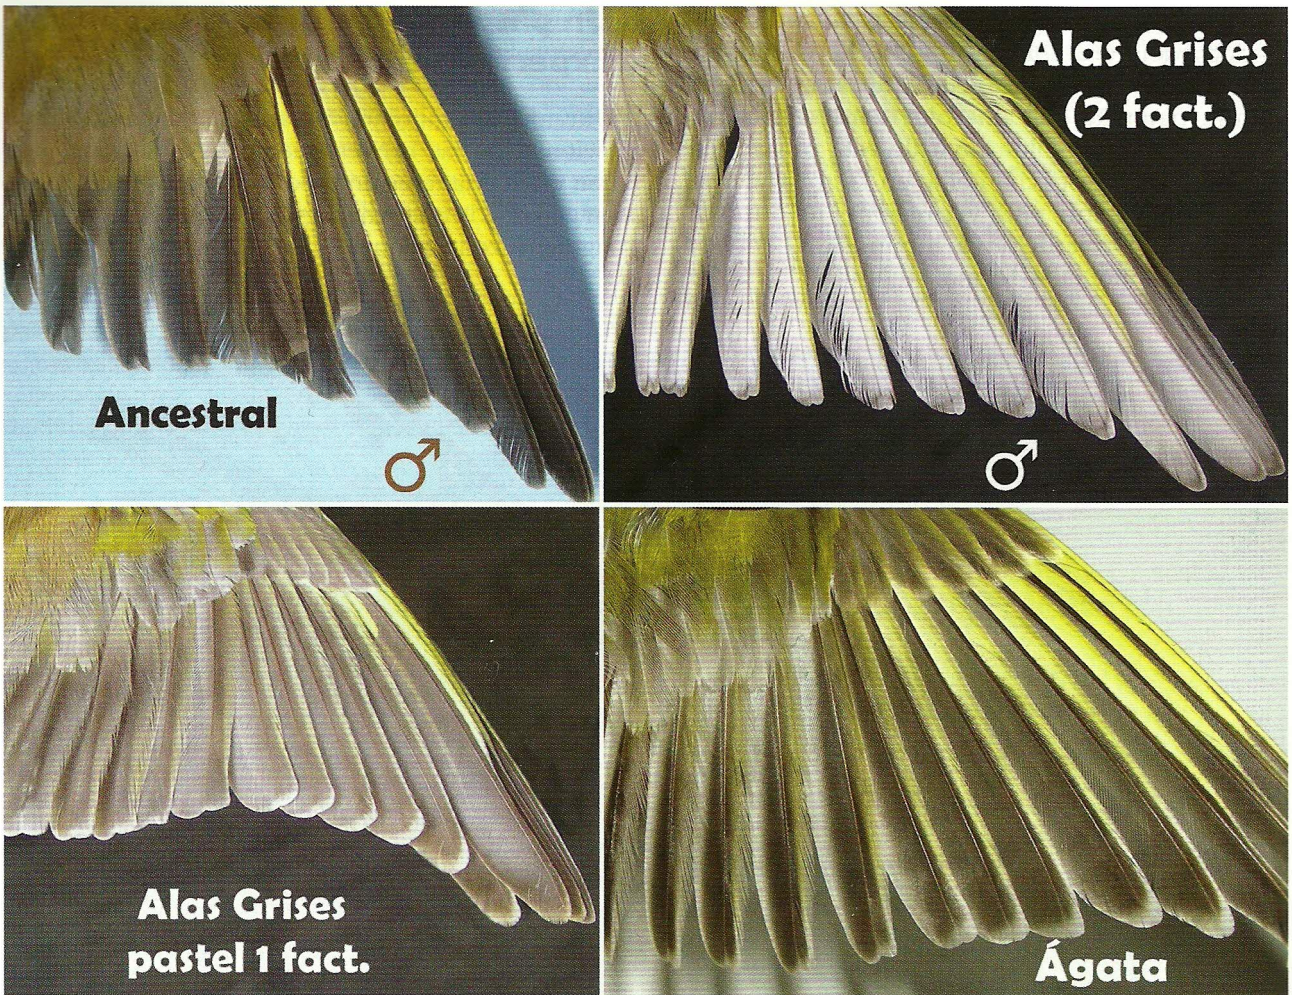 Ancestral
♂
Alas Grises
(2 fact.)
♂
Alas Grises
pastel 1 fact.
Ágata